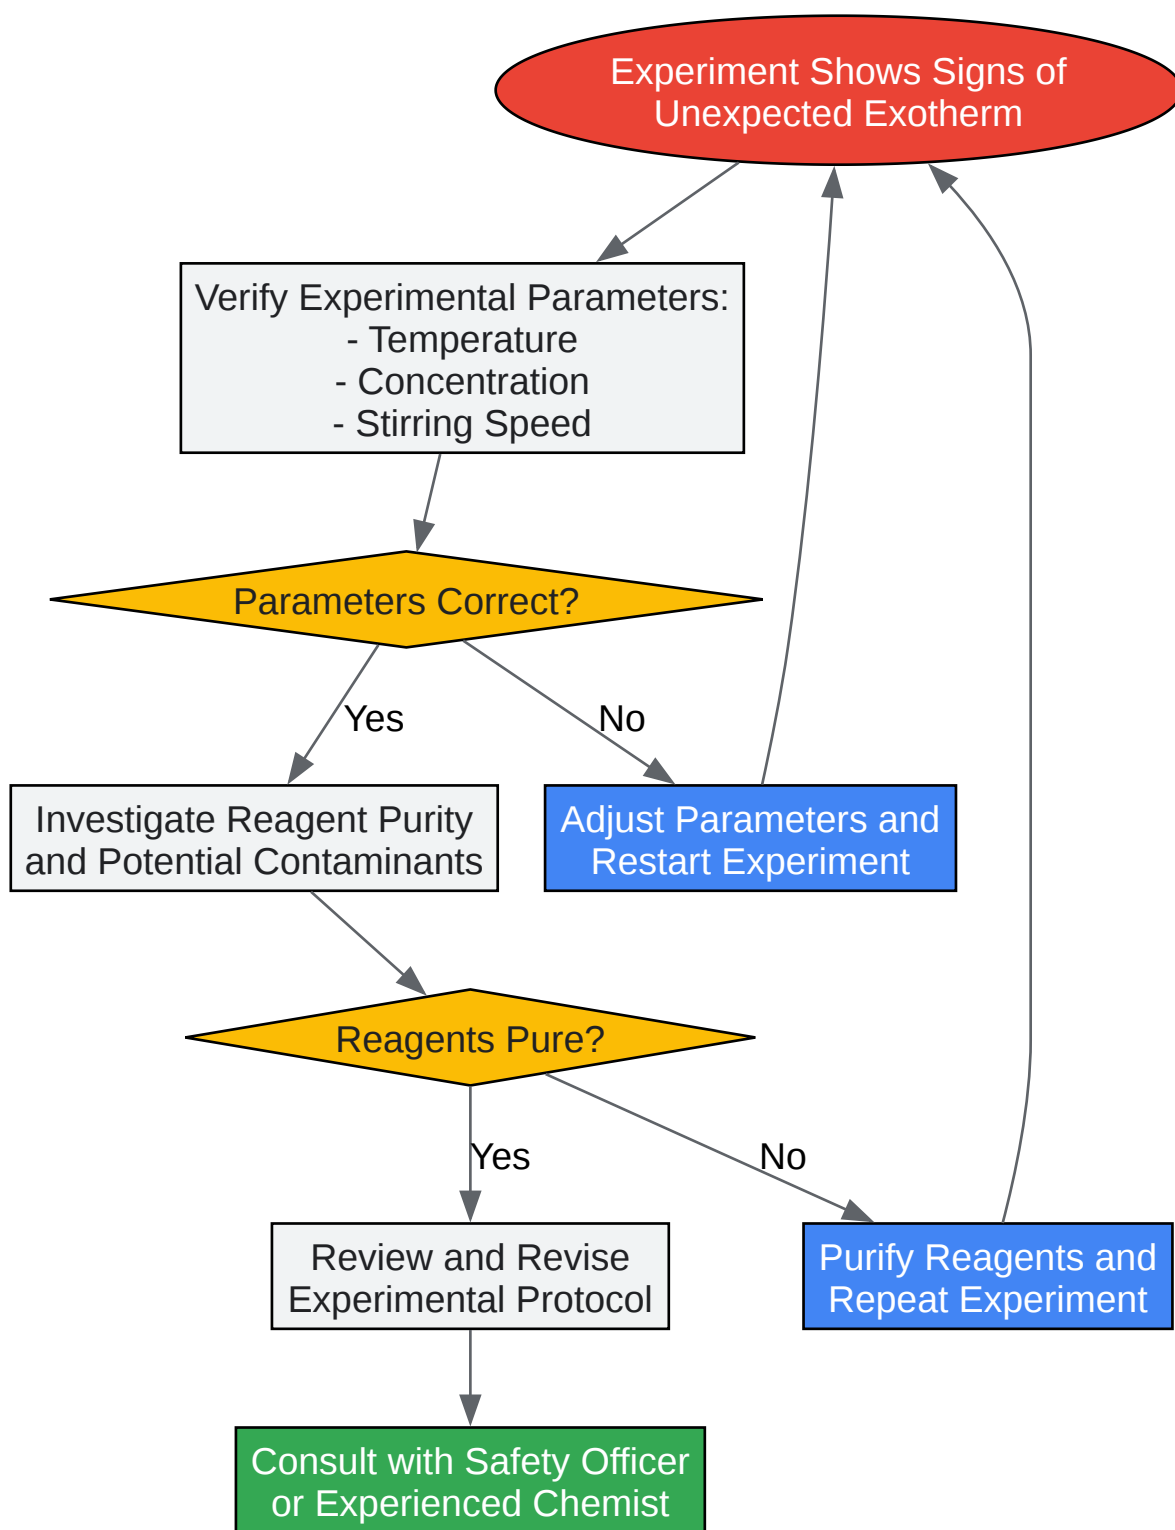 Experiment Shows Signs of
Unexpected Exotherm
Verify Experimental Parameters:
- Temperature
- Concentration
- Stirring Speed
Parameters Correct?
Yes
No
Investigate Reagent Purity
and Potential Contaminants
Adjust Parameters and
Restart Experiment
Reagents Pure?
Yes
No
Review and Revise
Experimental Protocol
Purify Reagents and
Repeat Experiment
Consult with Safety Officer
or Experienced Chemist